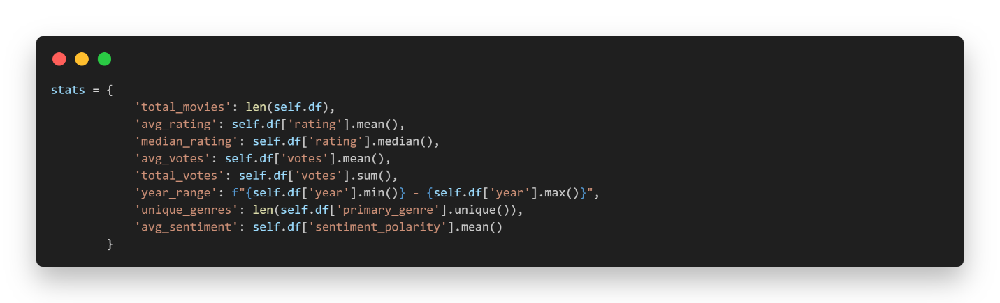 stats = {
            'total_movies': len(self.df),
            'avg_rating': self.df['rating'].mean(),
            'median_rating': self.df['rating'].median(),
            'avg_votes': self.df['votes'].mean(),
            'total_votes': self.df['votes'].sum(),
            'year_range': f"{self.df['year'].min()} - {self.df['year'].max()}",
            'unique_genres': len(self.df['primary_genre'].unique()),
            'avg_sentiment': self.df['sentiment_polarity'].mean()
        }